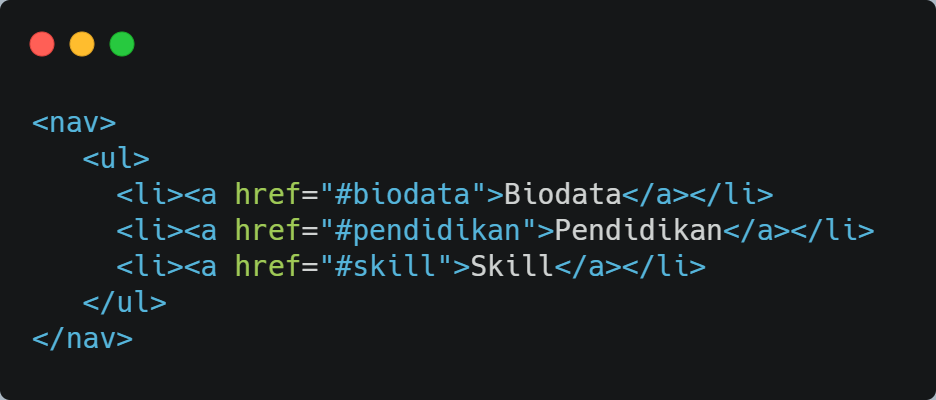 <nav>
   <ul>
     <li><a href="#biodata">Biodata</a></li>
     <li><a href="#pendidikan">Pendidikan</a></li>
     <li><a href="#skill">Skill</a></li>
   </ul>
</nav>